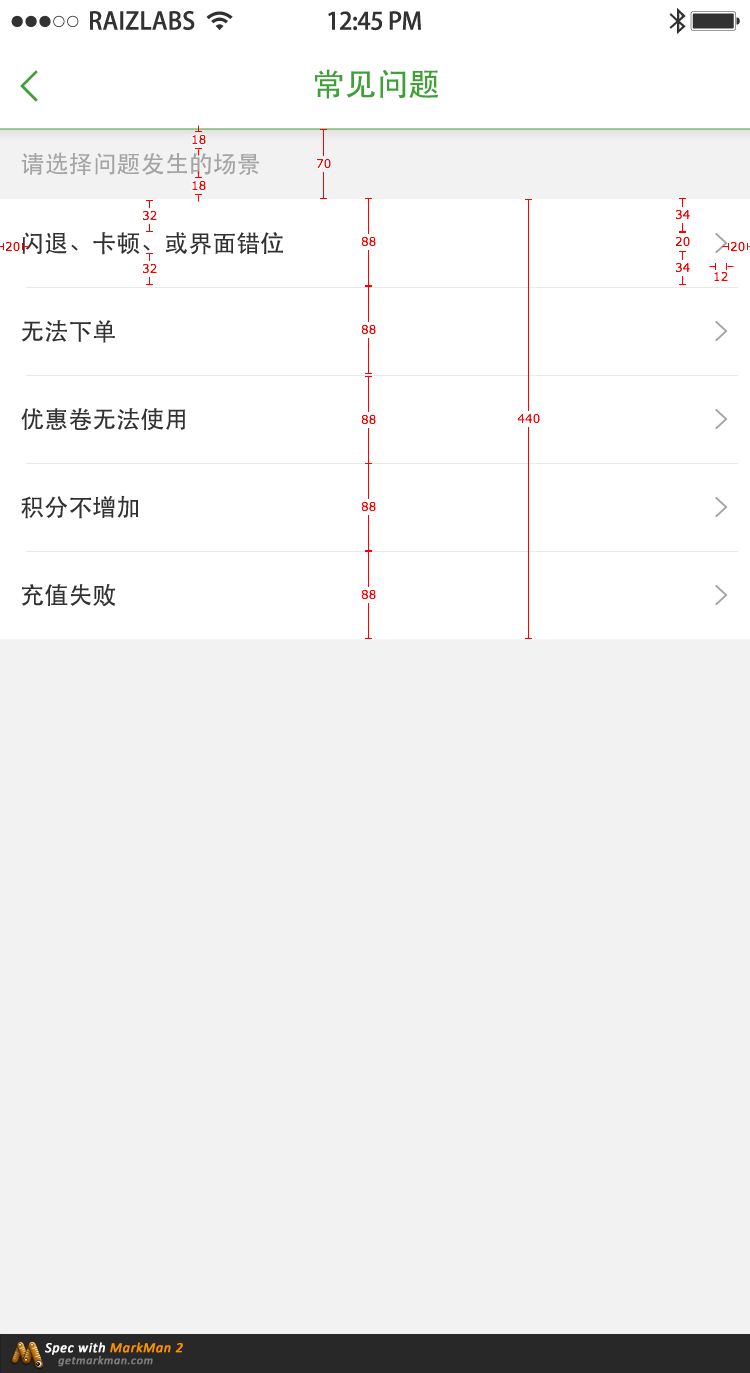 RAIZLABS 12:45 PM
常见问题
18
请选择问题发生的场景 70
18
32 34
20 闪退、卡顿、或界面错位 88 20 20
32 34 12
无法下单 88
优惠卷无法使用 88 440
积分不增加 88
充值失败 88
Spec with MarkMan 2
getmarkman.com